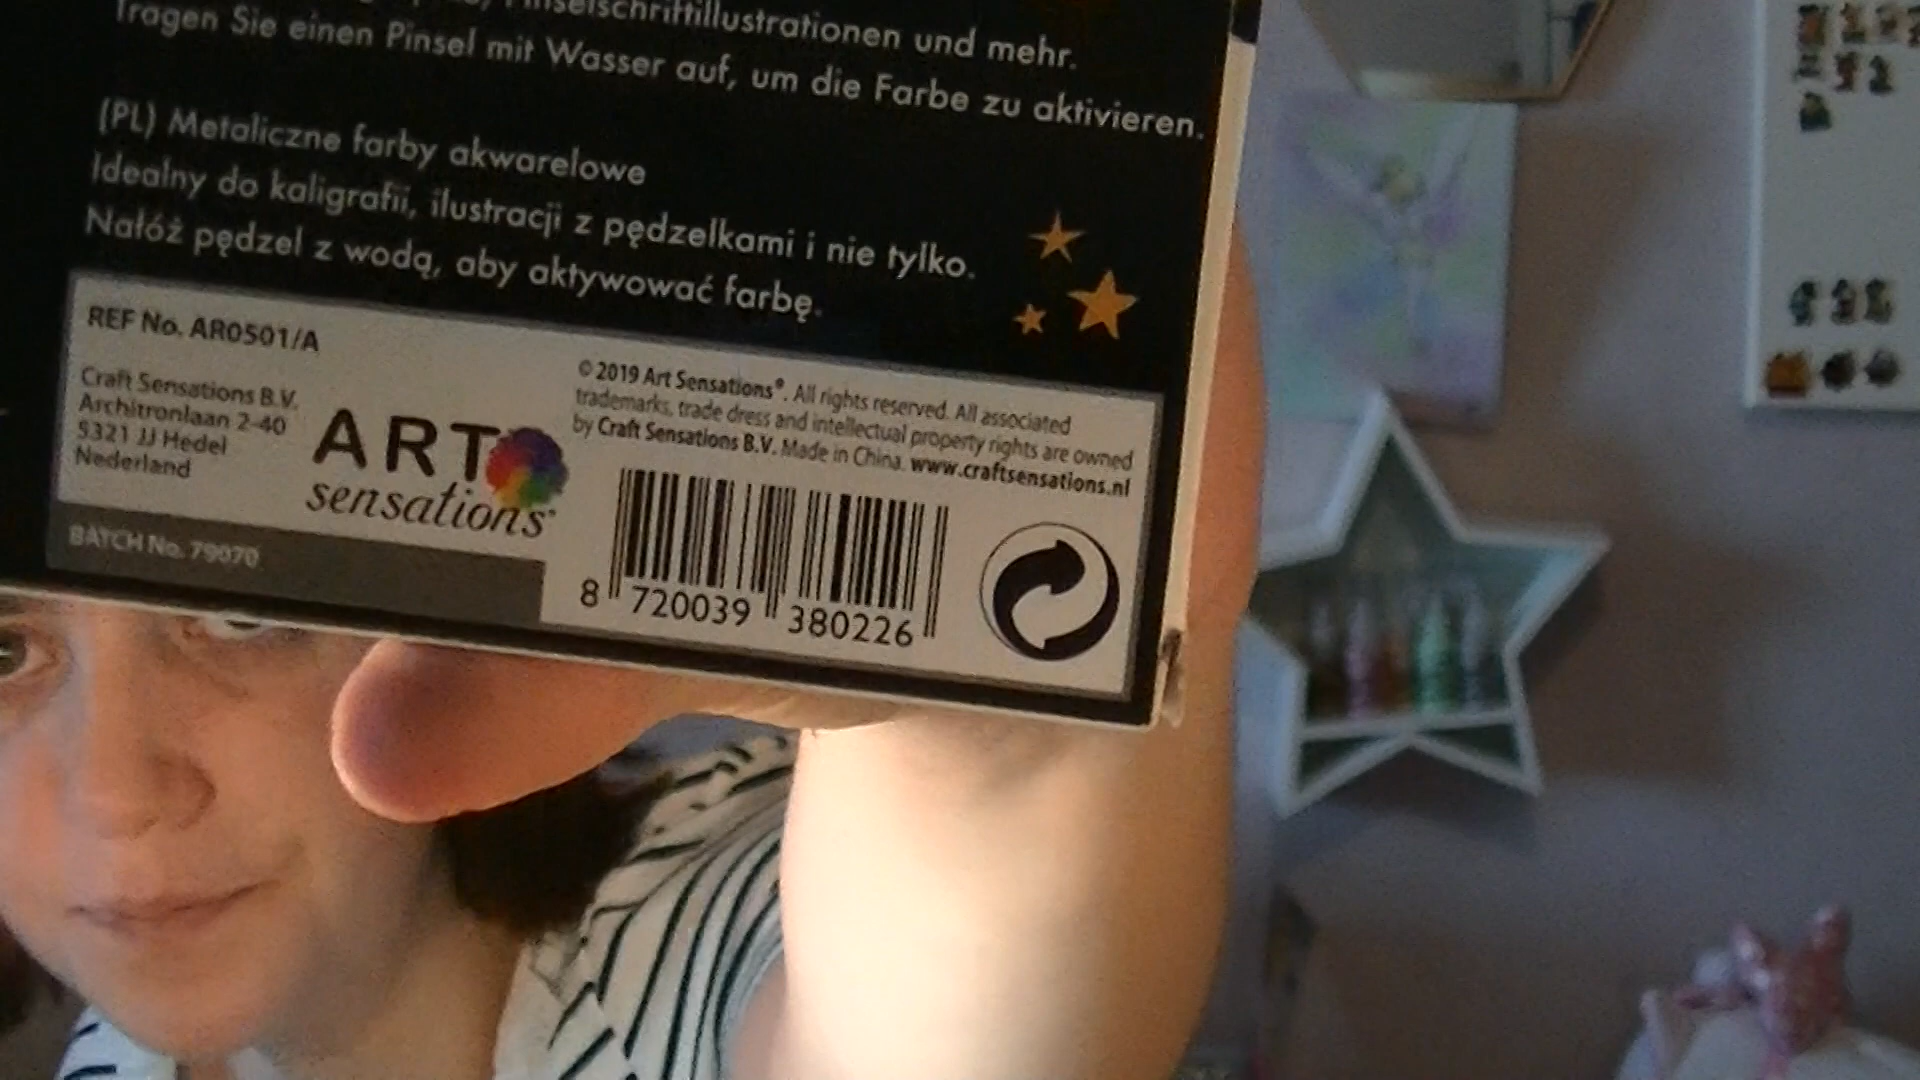 Pinselschriftillustrationen und mehr.
Tragen Sie einen Pinsel mit Wasser auf, um die Farbe zu aktivieren.
(PL) Metaliczne farby akwarelowe
Idealny do kaligrafii, ilustracji z pędzelkami i nie tylko.
Nałóż pędzel z wodą, aby aktywować farbę.
REF No. AR0501/A
Craft Sensations B.V.
Architronlaan 2-40
5321 JJ Hedel
Nederland
ART
sensations
© 2019 Art Sensations®. All rights reserved. All associated
trademarks, trade dress and intellectual property rights are owned
by Craft Sensations B.V. Made in China. www.craftsensations.nl
BATCH No. 79070
8 720039 380226